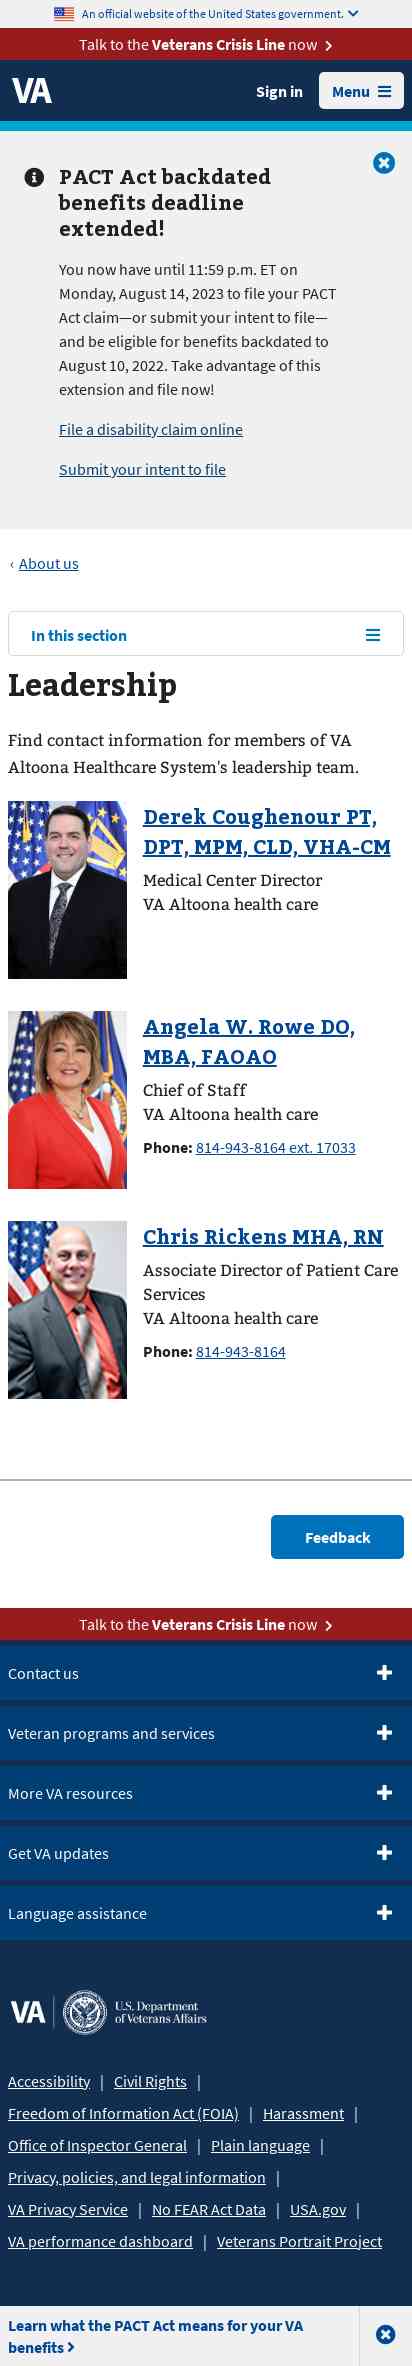 An official website of the United States government.
Talk to the Veterans Crisis Line now
VA
Sign in
Menu
PACT Act backdated
benefits deadline
extended!
You now have until 11:59 p.m. ET on
Monday, August 14, 2023 to file your PACT
Act claim—or submit your intent to file—
and be eligible for benefits backdated to
August 10, 2022. Take advantage of this
extension and file now!
File a disability claim online
Submit your intent to file
‹ About us
In this section
Leadership
Find contact information for members of VA
Altoona Healthcare System's leadership team.
Derek Coughenour PT,
DPT, MPM, CLD, VHA-CM
Medical Center Director
VA Altoona health care
Angela W. Rowe DO,
MBA, FAOAO
Chief of Staff
VA Altoona health care
Phone: 814-943-8164 ext. 17033
Chris Rickens MHA, RN
Associate Director of Patient Care
Services
VA Altoona health care
Phone: 814-943-8164
Feedback
Talk to the Veterans Crisis Line now
Contact us
Veteran programs and services
More VA resources
Get VA updates
Language assistance
VA | U.S. Department
of Veterans Affairs
Accessibility | Civil Rights |
Freedom of Information Act (FOIA) | Harassment |
Office of Inspector General | Plain language |
Privacy, policies, and legal information |
VA Privacy Service | No FEAR Act Data | USA.gov |
VA performance dashboard | Veterans Portrait Project
Learn what the PACT Act means for your VA
benefits